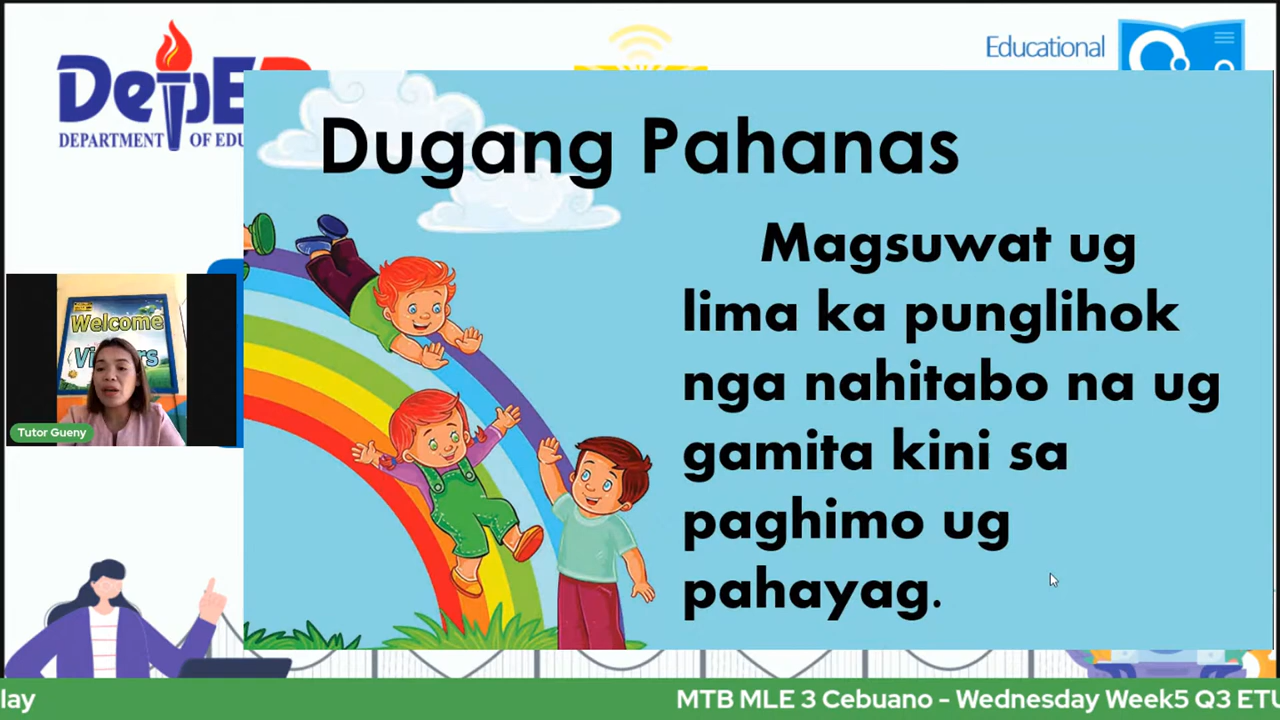 DepED
DEPARTMENT OF EDU
Educational
Dugang Pahanas
Magsuwat ug
lima ka punglihok
nga nahitabo na ug
gamita kini sa
paghimo ug
pahayag.
Welcome
Visitors
Tutor Gueny
lay
MTB MLE 3 Cebuano - Wednesday Week5 Q3 ETU